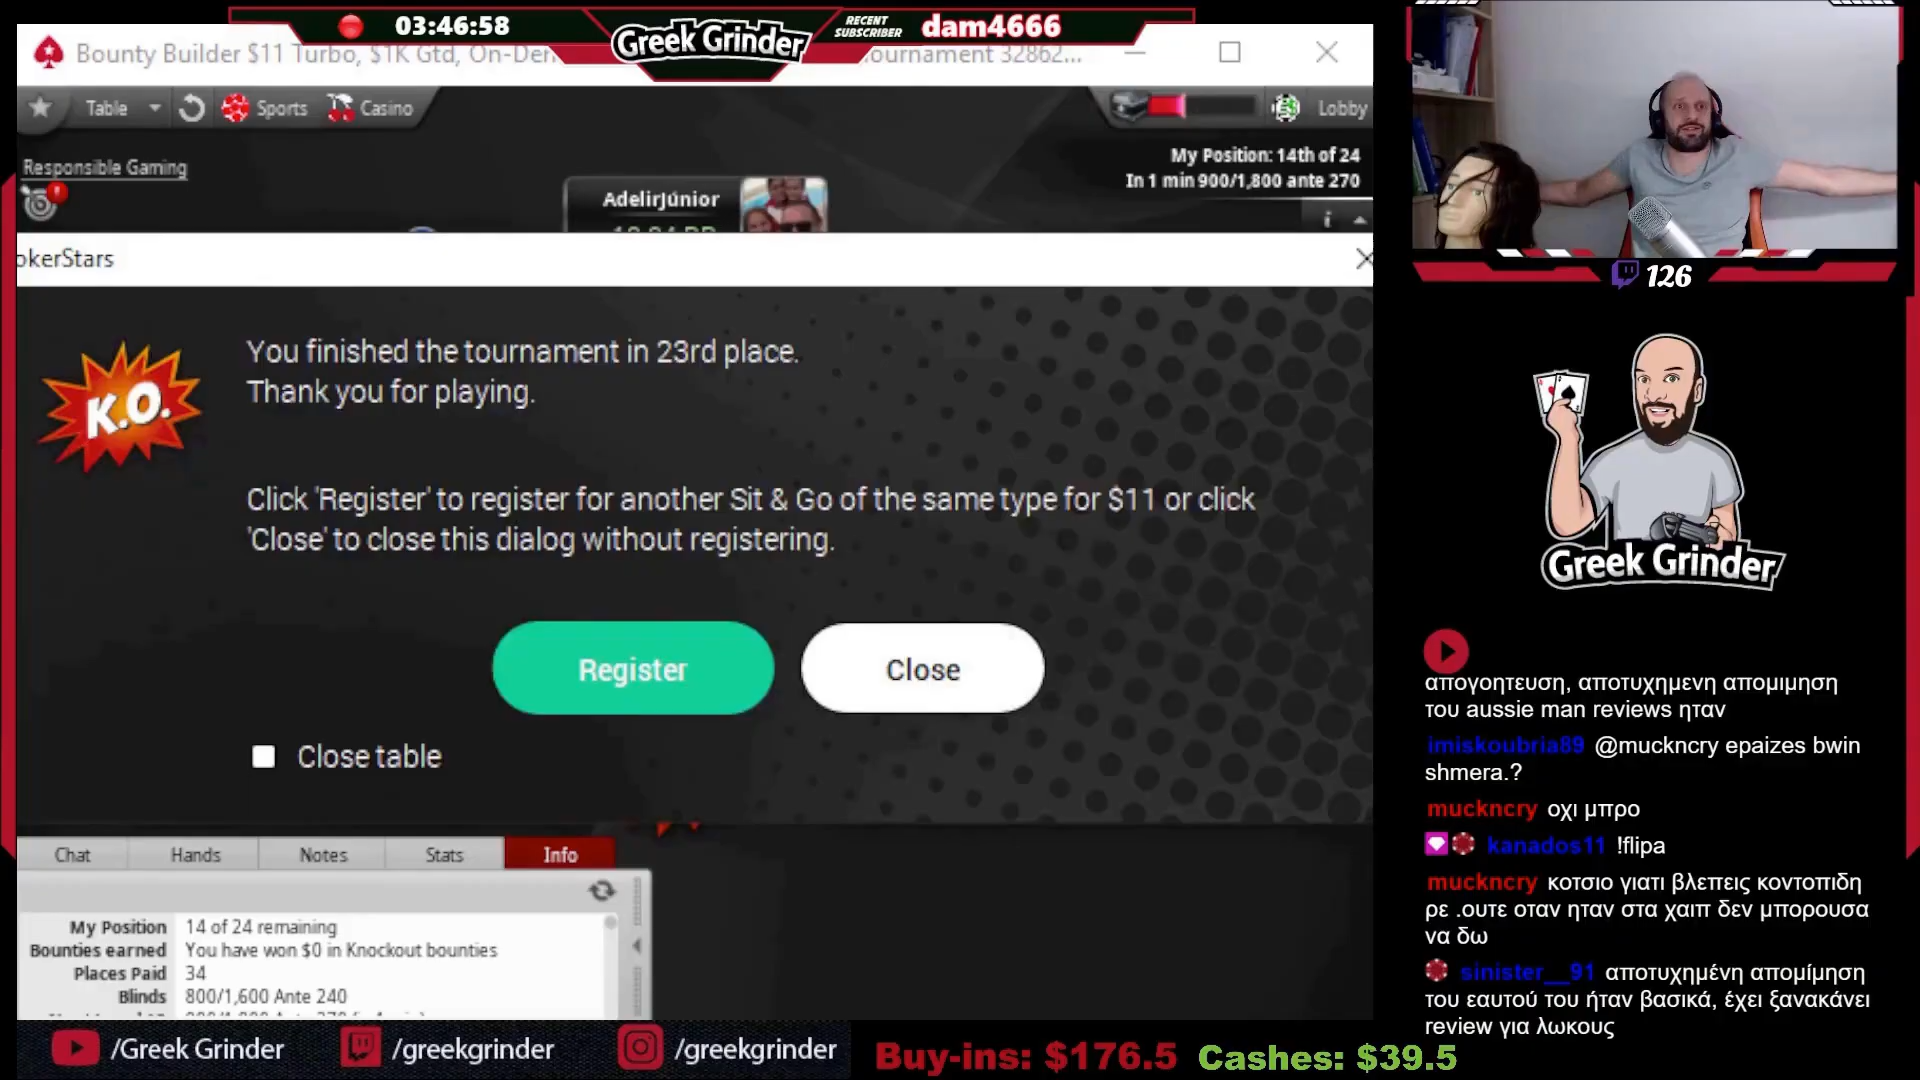 03:46:58
Greek Grinder
RECENT
SUBSCRIBER
dam4666
Bounty Builder $11 Turbo, $1K Gtd, On-Den
ournament 32862...
Table
Sports
Casino
Lobby
Responsible Gaming
My Position: 14th of 24
In 1 min 900/1,800 ante 270
AdelirJúnior
okerStars
K.O.
You finished the tournament in 23rd place.
Thank you for playing.
Click 'Register' to register for another Sit & Go of the same type for $11 or click
'Close' to close this dialog without registering.
Register
Close
Close table
Chat
Hands
Notes
Stats
Info
My Position 14 of 24 remaining
Bounties earned You have won $0 in Knockout bounties
Places Paid 34
Blinds 800/1,600 Ante 240
/Greek Grinder
/greekgrinder
/greekgrinder
Buy-ins: $176.5 Cashes: $39.5
126
Greek Grinder
απογοητευση, αποτυχημενη απομιμηση
του aussie man reviews ηταν
imiskoubria89 @muckncry epaizes bwin
shmera.?
muckncry οχι μπρο
kanados11 !flipa
muckncry κοτσιο γιατι βλεπεις κοντοπιδη
ρε .ουτε οταν ηταν στα χαιπ δεν μπορουσα
να δω
sinister__91 αποτυχημένη απομίμηση
του εαυτού του ήταν βασικά, έχει ξανακάνει
review για λωκους